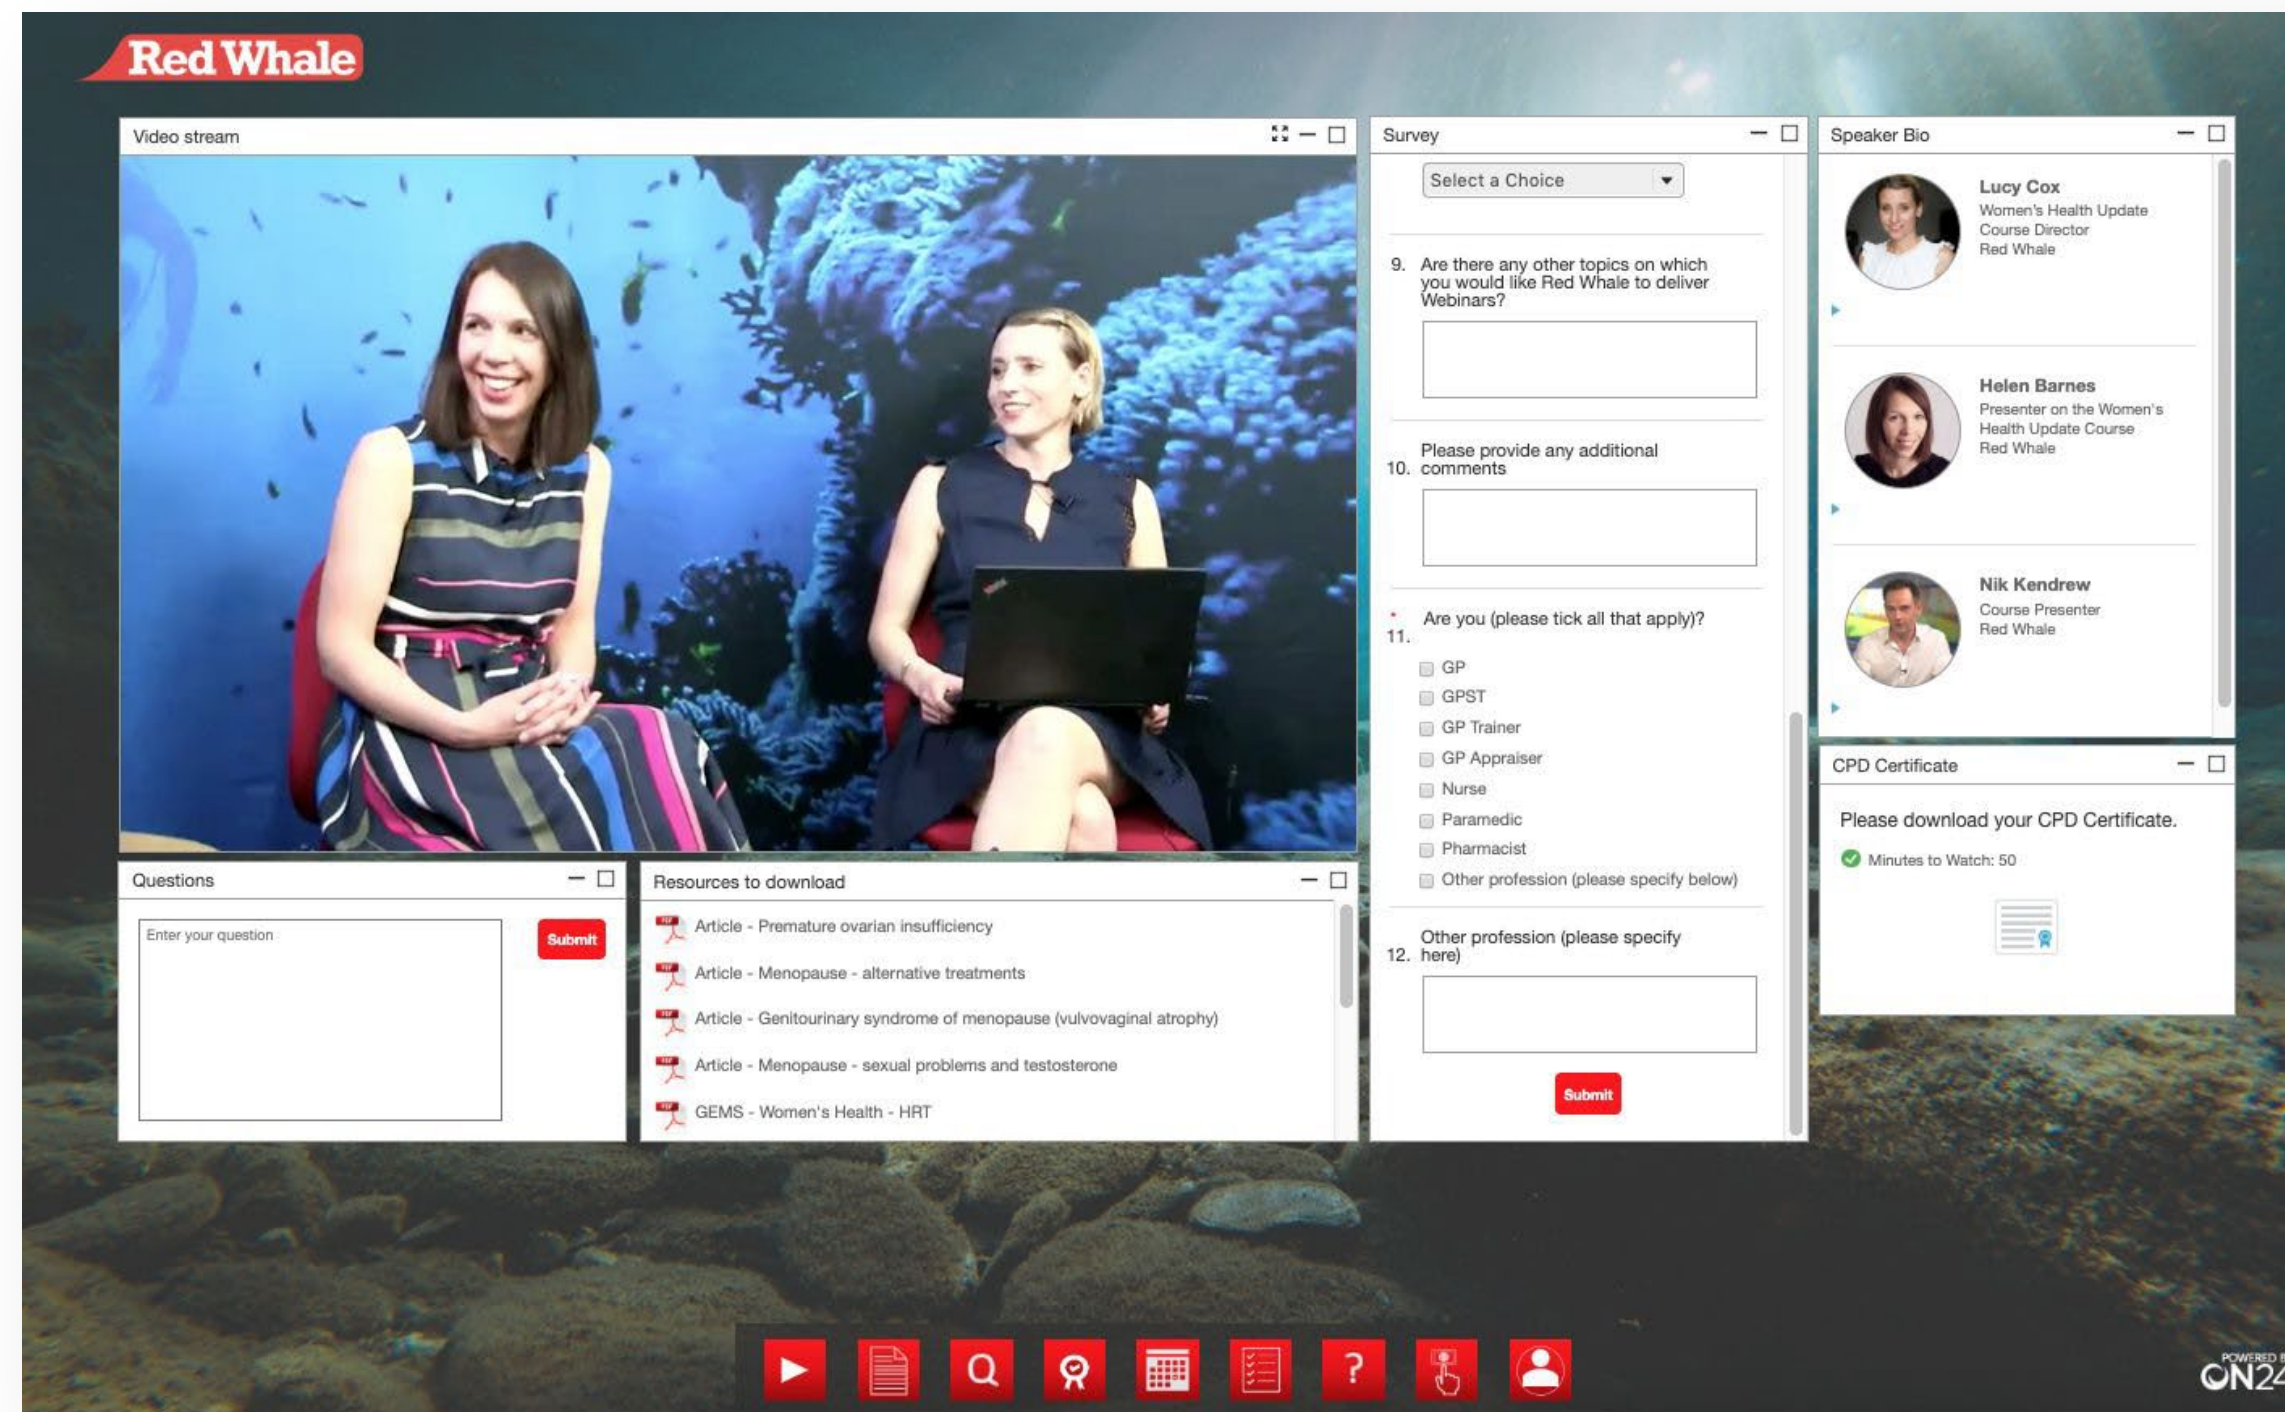 Red Whale
Video stream
Survey
Select a Choice
9. Are there any other topics on which
you would like Red Whale to deliver
Webinars?
Please provide any additional
10. comments
* Are you (please tick all that apply)?
11.
GP
GPST
GP Trainer
GP Appraiser
Nurse
Paramedic
Pharmacist
Other profession (please specify below)
Other profession (please specify
12. here)
Submit
Speaker Bio
Lucy Cox
Women's Health Update
Course Director
Red Whale
Helen Barnes
Presenter on the Women's
Health Update Course
Red Whale
Nik Kendrew
Course Presenter
Red Whale
CPD Certificate
Please download your CPD Certificate.
Minutes to Watch: 50
Questions
Enter your question
Submit
Resources to download
Article - Premature ovarian insufficiency
Article - Menopause - alternative treatments
Article - Genitourinary syndrome of menopause (vulvovaginal atrophy)
Article - Menopause - sexual problems and testosterone
GEMS - Women's Health - HRT
Q
?
POWERED
ON24